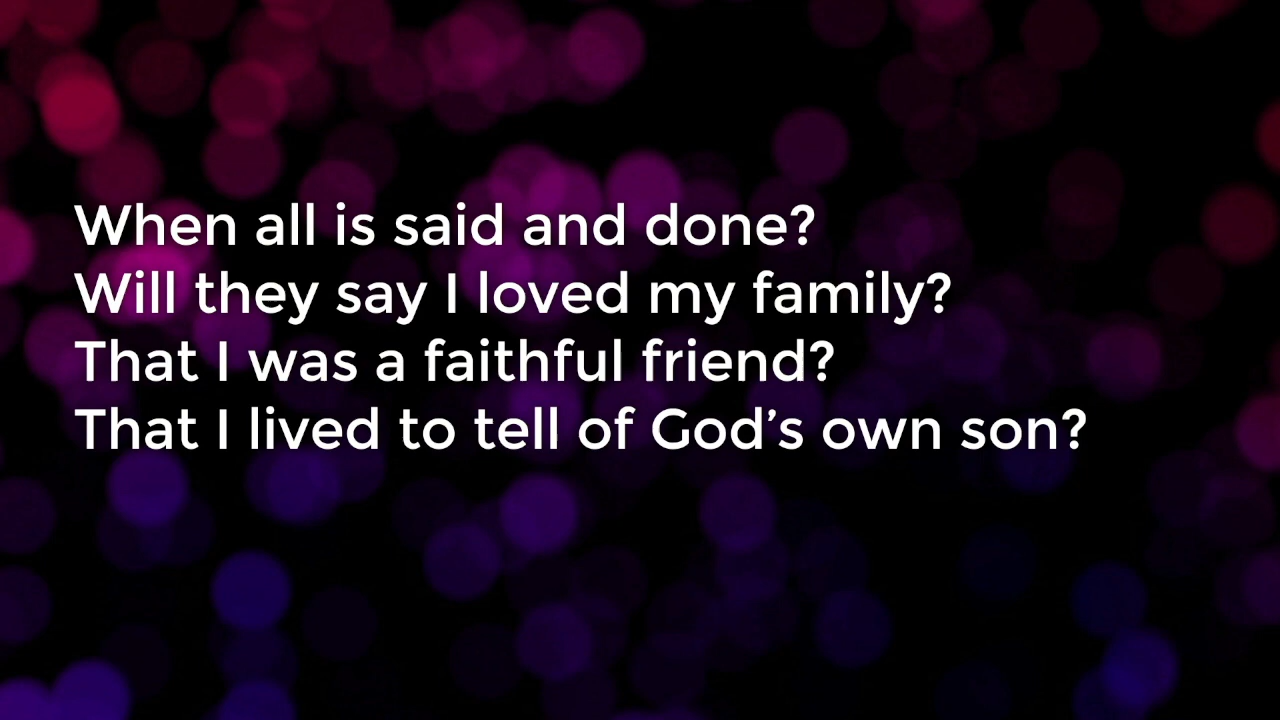 When all is said and done?
Will they say I loved my family?
That I was a faithful friend?
That I lived to tell of God’s own son?